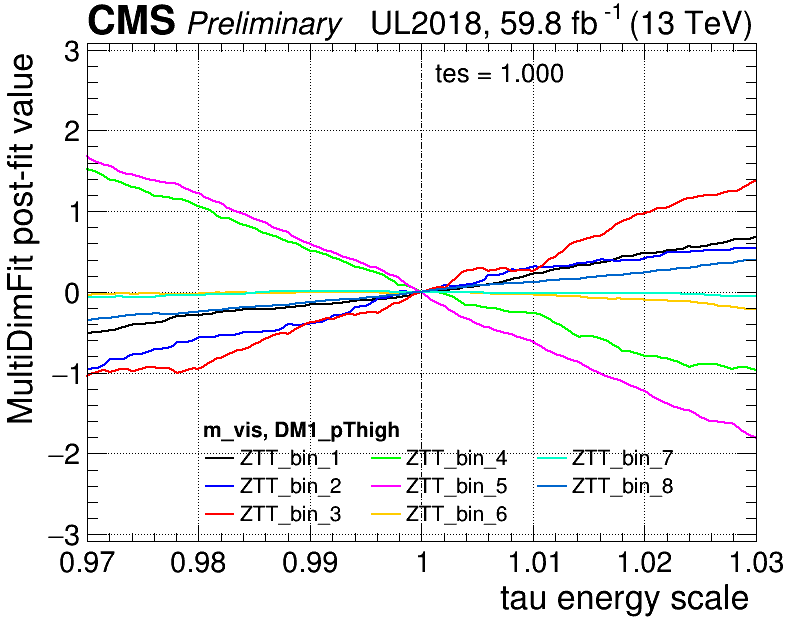 CMS Preliminary UL2018, 59.8 fb⁻¹ (13 TeV)
tes = 1.000
MultiDimFit post-fit value
3
2
1
0
−1
−2
−3
m_vis, DM1_pThigh
ZTT_bin_1 ZTT_bin_4 ZTT_bin_7
ZTT_bin_2 ZTT_bin_5 ZTT_bin_8
ZTT_bin_3 ZTT_bin_6
0.97 0.98 0.99 1 1.01 1.02 1.03
tau energy scale